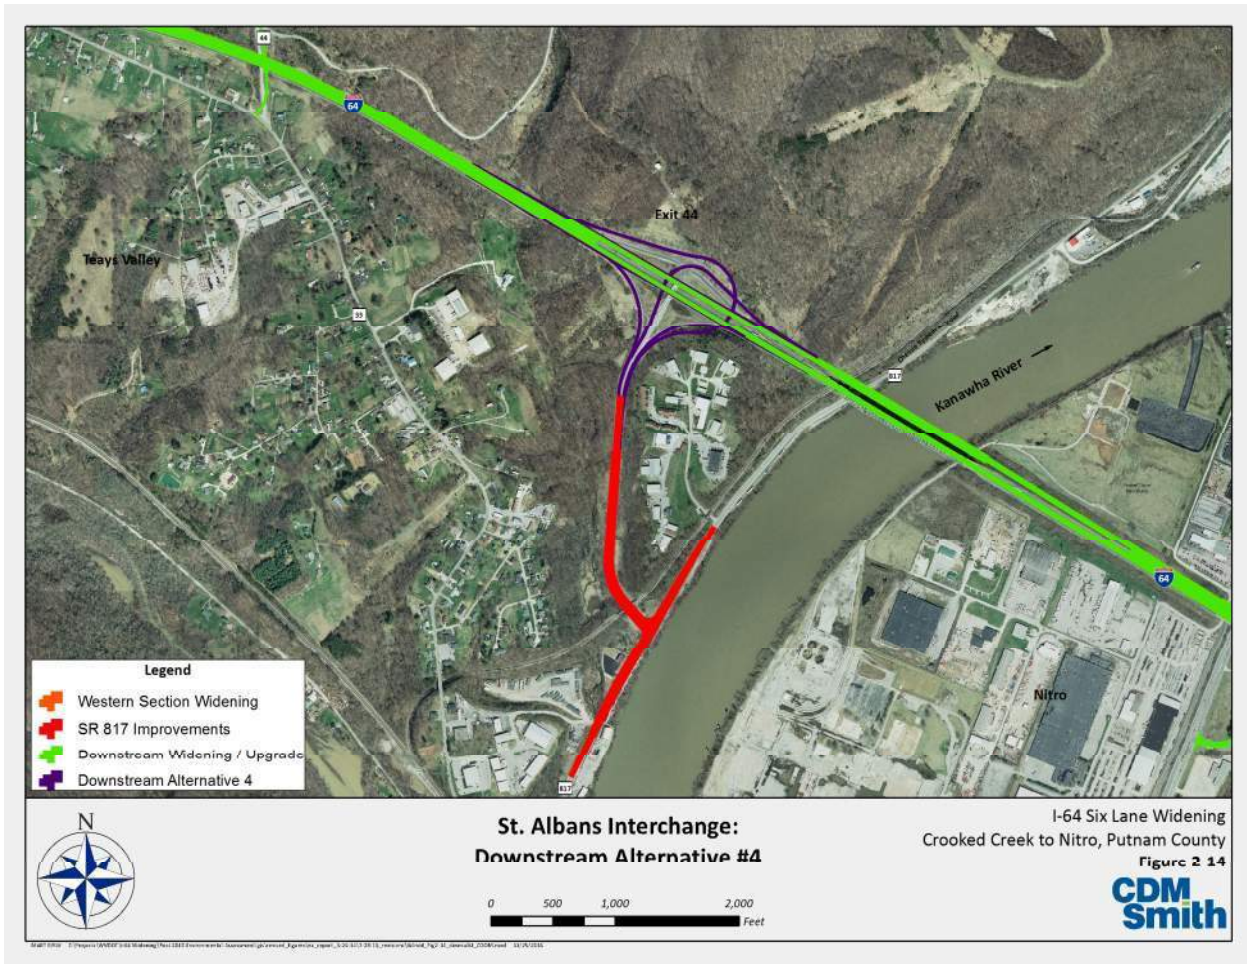 44
64
Exit 44
Teays Valley
33
817
Kanawha River
64
Nitro
Legend
Western Section Widening
SR 817 Improvements
Downstream Widening / Upgrade
Downstream Alternative 4
817
N
St. Albans Interchange:
Downstream Alternative #4
0 500 1,000 2,000
Feet
I-64 Six Lane Widening
Crooked Creek to Nitro, Putnam County
Figure 2-14
CDM
Smith